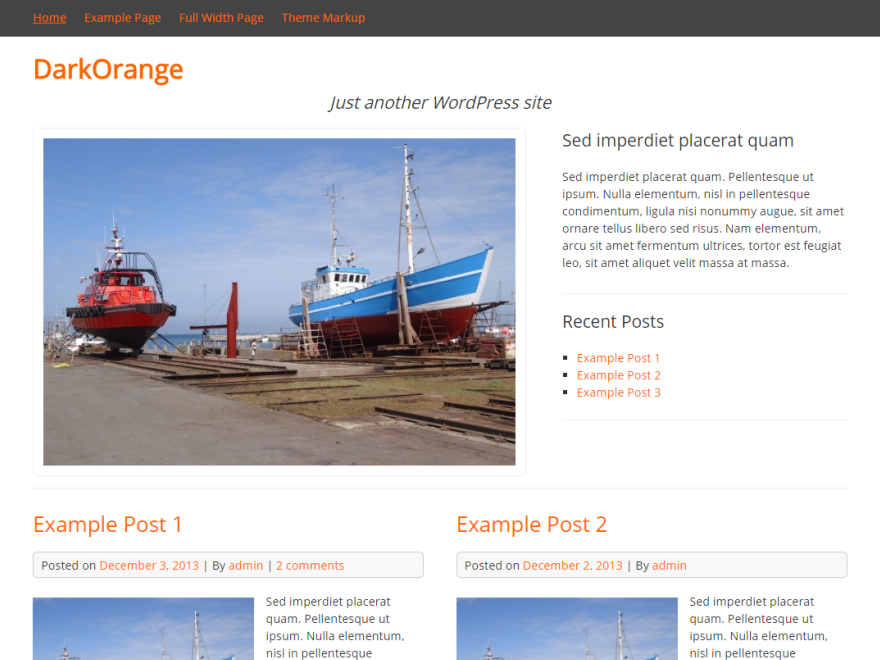 Home Example Page Full Width Page Theme Markup
DarkOrange
Just another WordPress site
Sed imperdiet placerat quam
Sed imperdiet placerat quam. Pellentesque ut
ipsum. Nulla elementum, nisl in pellentesque
condimentum, ligula nisi nonummy augue, sit amet
ornare tellus libero sed risus. Nam elementum,
arcu sit amet fermentum ultrices, tortor est feugiat
leo, sit amet aliquet velit massa at massa.
Recent Posts
Example Post 1
Example Post 2
Example Post 3
Example Post 1
Posted on December 3, 2013 | By admin | 2 comments
Sed imperdiet placerat
quam. Pellentesque ut
ipsum. Nulla elementum,
nisl in pellentesque
Example Post 2
Posted on December 2, 2013 | By admin
Sed imperdiet placerat
quam. Pellentesque ut
ipsum. Nulla elementum,
nisl in pellentesque